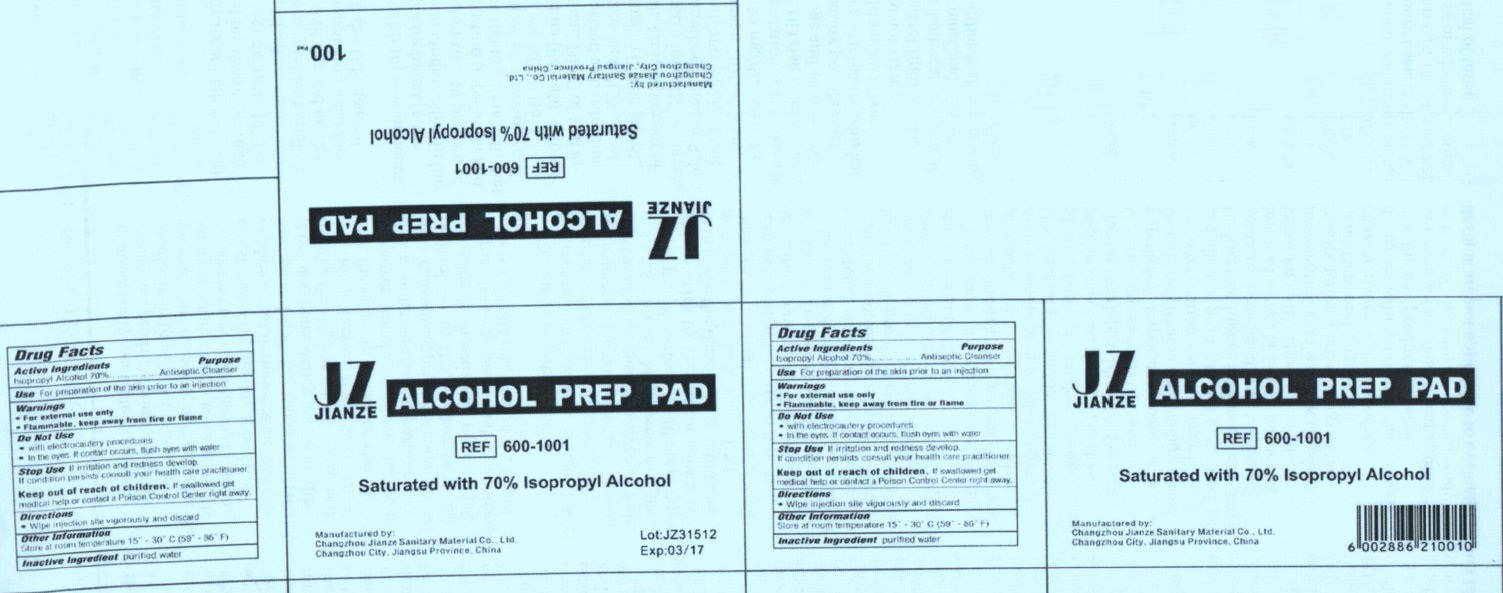 100 Pad
Manufactured by:
Changzhou Jianze Sanitary Material Co., Ltd.
Changzhou City, Jiangsu Province, China
Saturated with 70% Isopropyl Alcohol
REF 600-1001
JZ
JIANZE
ALCOHOL PREP PAD
Drug Facts
Active Ingredients Purpose
Isopropyl Alcohol 70%.................. Antiseptic Cleanser
Use For preparation of the skin prior to an injection
Warnings
• For external use only
• Flammable, keep away from fire or flame
Do Not Use
• with electrocautery procedures
• In the eyes. If contact occurs, flush eyes with water
Stop Use If irritation and redness develop.
If condition persists consult your health care practitioner.
Keep out of reach of children. If swallowed get
medical help or contact a Poison Control Center right away.
Directions
• Wipe injection site vigorously and discard
Other Information
Store at room temperature 15° - 30° C (59° - 86° F)
Inactive Ingredient purified water
JZ
JIANZE
ALCOHOL PREP PAD
REF 600-1001
Saturated with 70% Isopropyl Alcohol
Manufactured by:
Changzhou Jianze Sanitary Material Co., Ltd.
Changzhou City, Jiangsu Province, China
Lot:JZ31512
Exp:03/17
Drug Facts
Active Ingredients Purpose
Isopropyl Alcohol 70%.................. Antiseptic Cleanser
Use For preparation of the skin prior to an injection
Warnings
• For external use only
• Flammable, keep away from fire or flame
Do Not Use
• with electrocautery procedures
• In the eyes. If contact occurs, flush eyes with water
Stop Use If irritation and redness develop.
If condition persists consult your health care practitioner.
Keep out of reach of children. If swallowed get
medical help or contact a Poison Control Center right away.
Directions
• Wipe injection site vigorously and discard
Other Information
Store at room temperature 15° - 30° C (59° - 86° F)
Inactive Ingredient purified water
JZ
JIANZE
ALCOHOL PREP PAD
REF 600-1001
Saturated with 70% Isopropyl Alcohol
Manufactured by:
Changzhou Jianze Sanitary Material Co., Ltd.
Changzhou City, Jiangsu Province, China
6 002886 210010